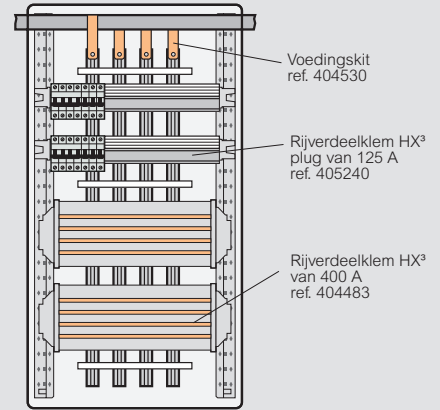 Voedingskit
ref. 404530
Rijverdeelklem HX³
plug van 125 A
ref. 405240
Rijverdeelklem HX³
van 400 A
ref. 404483